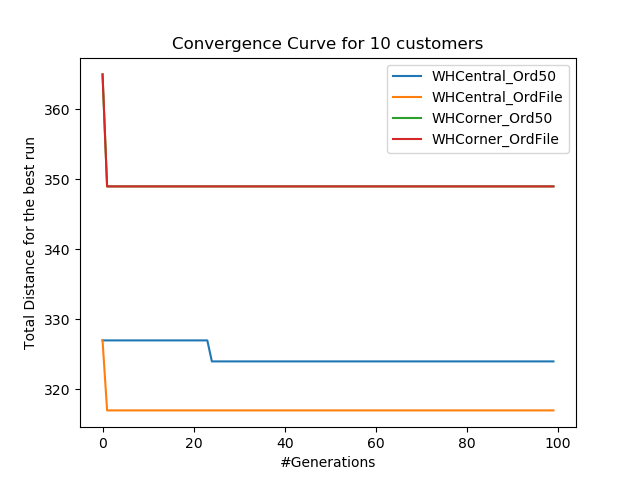 Convergence Curve for 10 customers
WHCentral_Ord50
WHCentral_OrdFile
WHCorner_Ord50
WHCorner_OrdFile
Total Distance for the best run
360
350
340
330
320
0 20 40 60 80 100
#Generations